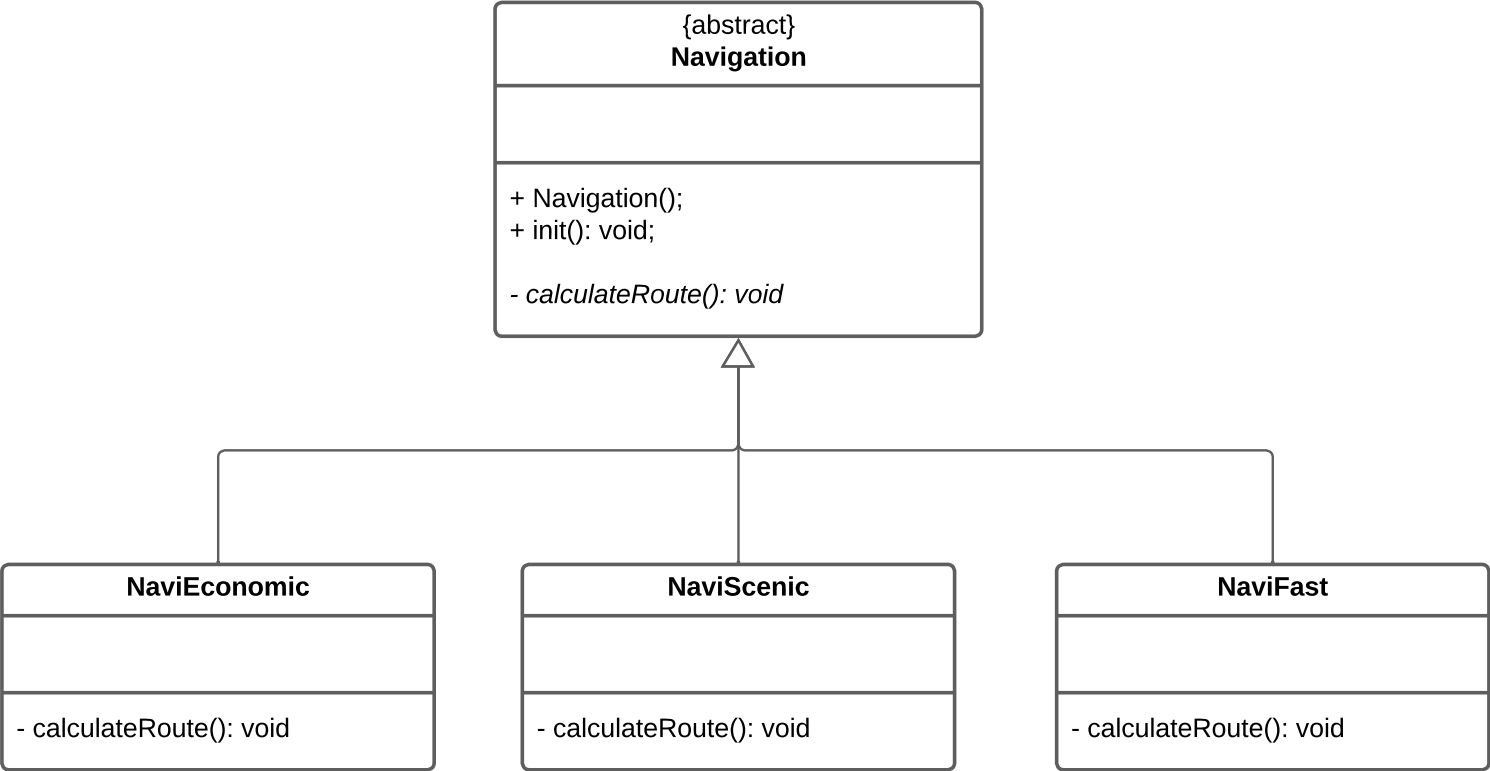 {abstract}
Navigation
+ Navigation();
+ init(): void;
- calculateRoute(): void
NaviEconomic
- calculateRoute(): void
NaviScenic
- calculateRoute(): void
NaviFast
- calculateRoute(): void